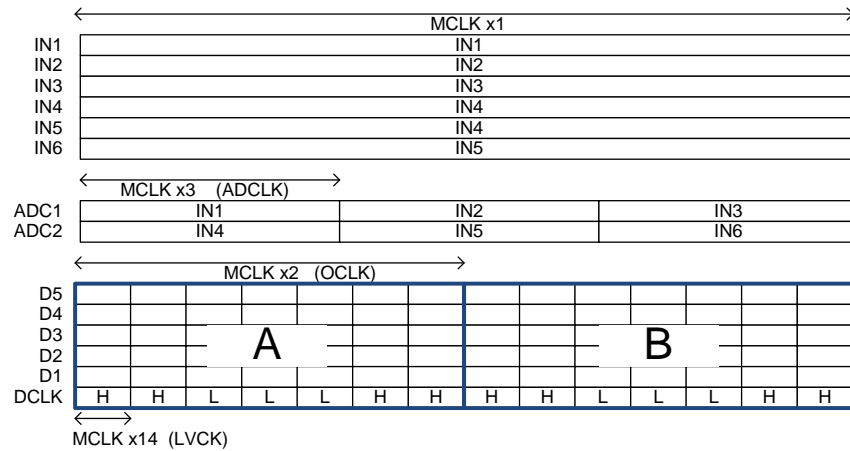 MCLK x1
IN1 IN1
IN2 IN2
IN3 IN3
IN4 IN4
IN5 IN4
IN6 IN5
MCLK x3 (ADCLK)
ADC1 IN1 IN2 IN3
ADC2 IN4 IN5 IN6
MCLK x2 (OCLK)
D5
D4
D3
A B
D2
D1
DCLK H H L L L H H H H L L L H H
MCLK x14 (LVCK)